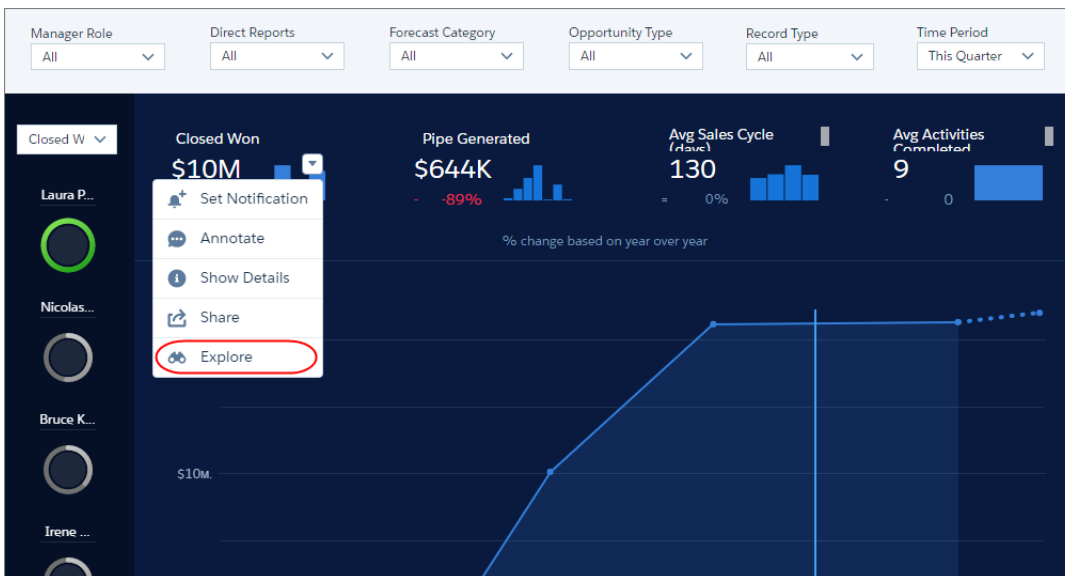 Manager Role
Direct Reports
Forecast Category
Opportunity Type
Record Type
Time Period
All
All
All
All
All
This Quarter
Closed W
Closed Won
Pipe Generated
Avg Sales Cycle
(days)
Avg Activities
Completed
$10M
$644K
130
9
- -89%
= 0%
- 0
Laura P...
Set Notification
Annotate
Show Details
Share
Explore
% change based on year over year
Nicolas...
Bruce K...
$10M.
Irene ...